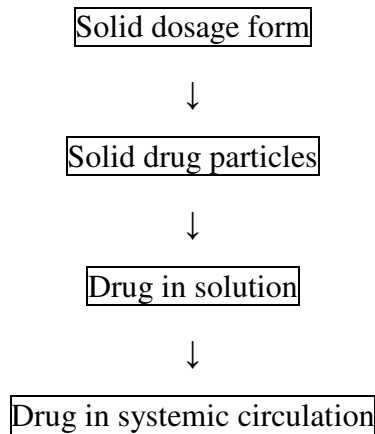 Solid dosage form
↓
Solid drug particles
↓
Drug in solution
↓
Drug in systemic circulation